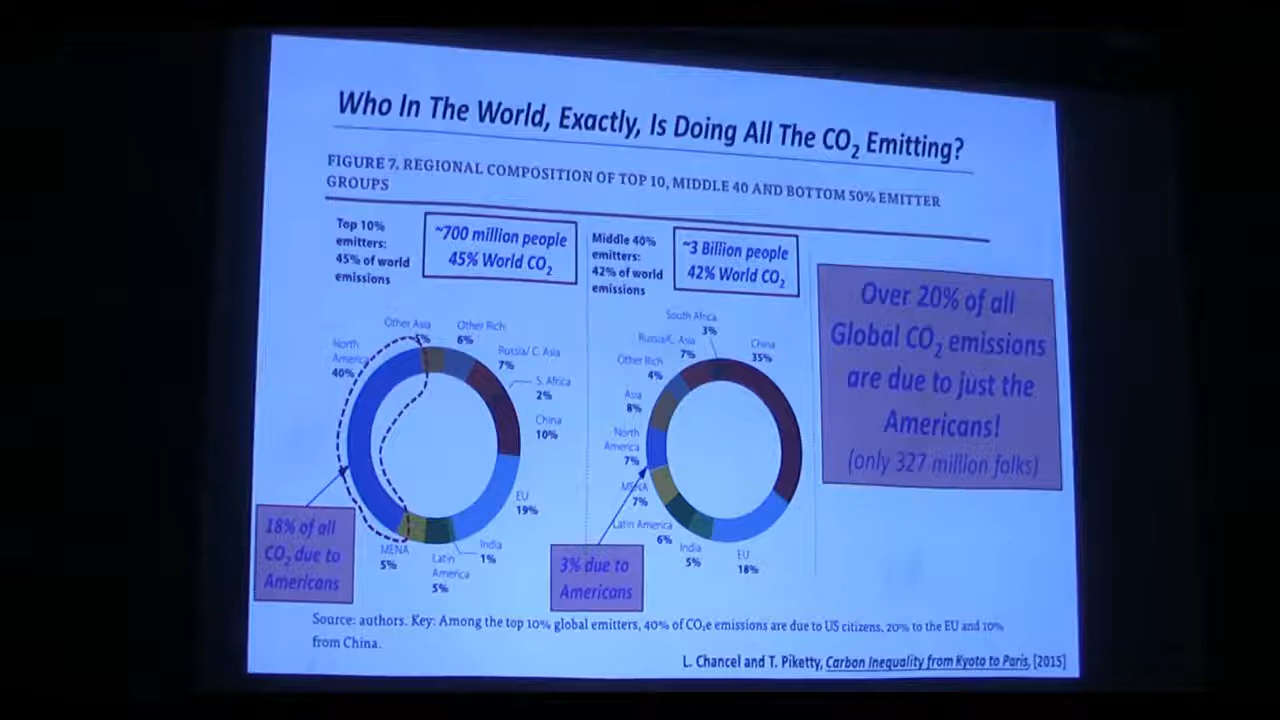 Who In The World, Exactly, Is Doing All The CO₂ Emitting?
FIGURE 7. REGIONAL COMPOSITION OF TOP 10, MIDDLE 40 AND BOTTOM 50% EMITTER
GROUPS
Top 10%
emitters:
45% of world
emissions
~700 million people
45% World CO₂
Middle 40%
emitters:
42% of world
emissions
~3 Billion people
42% World CO₂
Other Asia
5%
Other Rich
6%
Russia/ C. Asia
7%
S. Africa
2%
China
10%
EU
19%
India
1%
Latin
America
5%
MENA
5%
North
America
40%
18% of all
CO₂ due to
Americans
South Africa
3%
China
35%
Russia/C. Asia
7%
Other Rich
4%
Asia
8%
North
America
7%
MENA
7%
Latin America
6%
India
5%
EU
18%
3% due to
Americans
Over 20% of all
Global CO₂ emissions
are due to just the
Americans!
(only 327 million folks)
Source: authors. Key: Among the top 10% global emitters, 40% of CO₂e emissions are due to US citizens, 20% to the EU and 10%
from China.
L. Chancel and T. Piketty, Carbon Inequality from Kyoto to Paris, [2015]